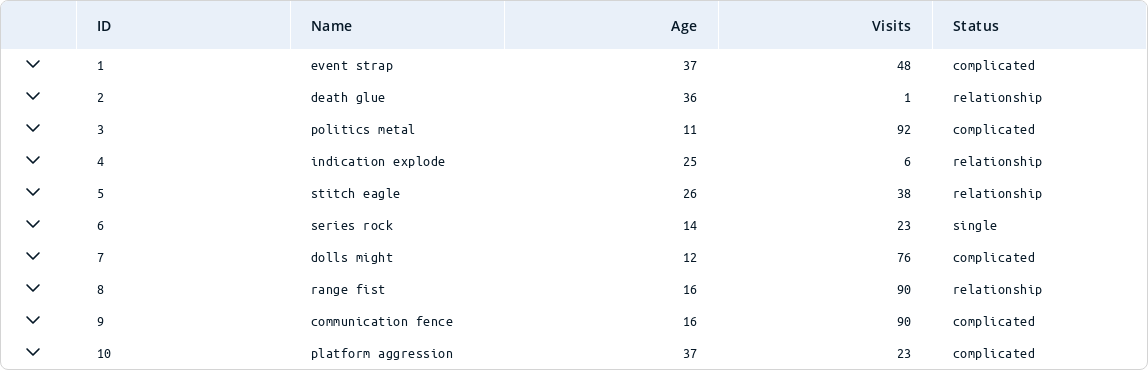 ID Name Age Visits Status
1 event strap 37 48 complicated
2 death glue 36 1 relationship
3 politics metal 11 92 complicated
4 indication explode 25 6 relationship
5 stitch eagle 26 38 relationship
6 series rock 14 23 single
7 dolls might 12 76 complicated
8 range fist 16 90 relationship
9 communication fence 16 90 complicated
10 platform aggression 37 23 complicated